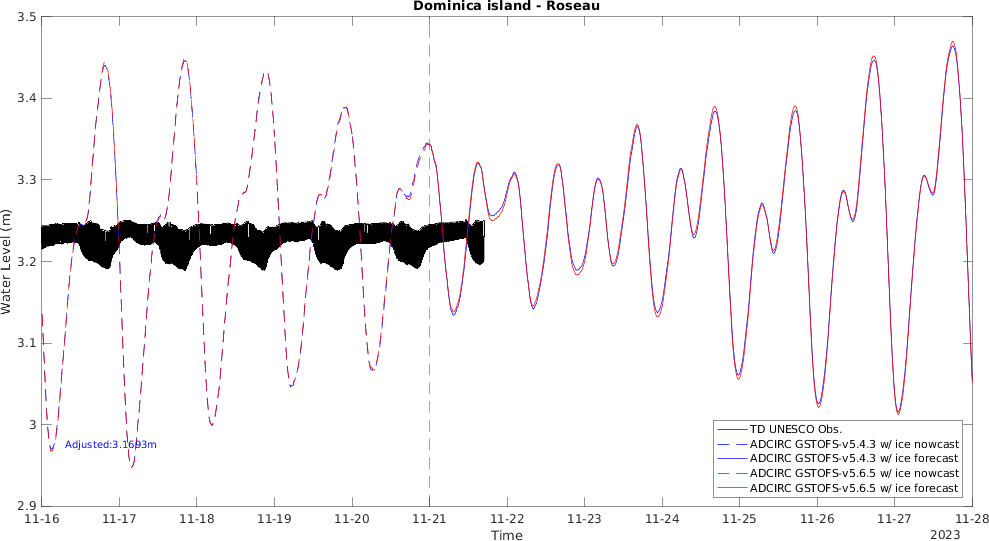 Dominica island - Roseau
3.5
3.4
3.3
3.2
3.1
3
2.9
Water Level (m)
Adjusted:3.1693m
TD UNESCO Obs.
ADCIRC GSTOFS-v5.4.3 w/ ice nowcast
ADCIRC GSTOFS-v5.4.3 w/ ice forecast
ADCIRC GSTOFS-v5.6.5 w/ ice nowcast
ADCIRC GSTOFS-v5.6.5 w/ ice forecast
11-16 11-17 11-18 11-19 11-20 11-21 11-22 11-23 11-24 11-25 11-26 11-27 11-28
Time
2023